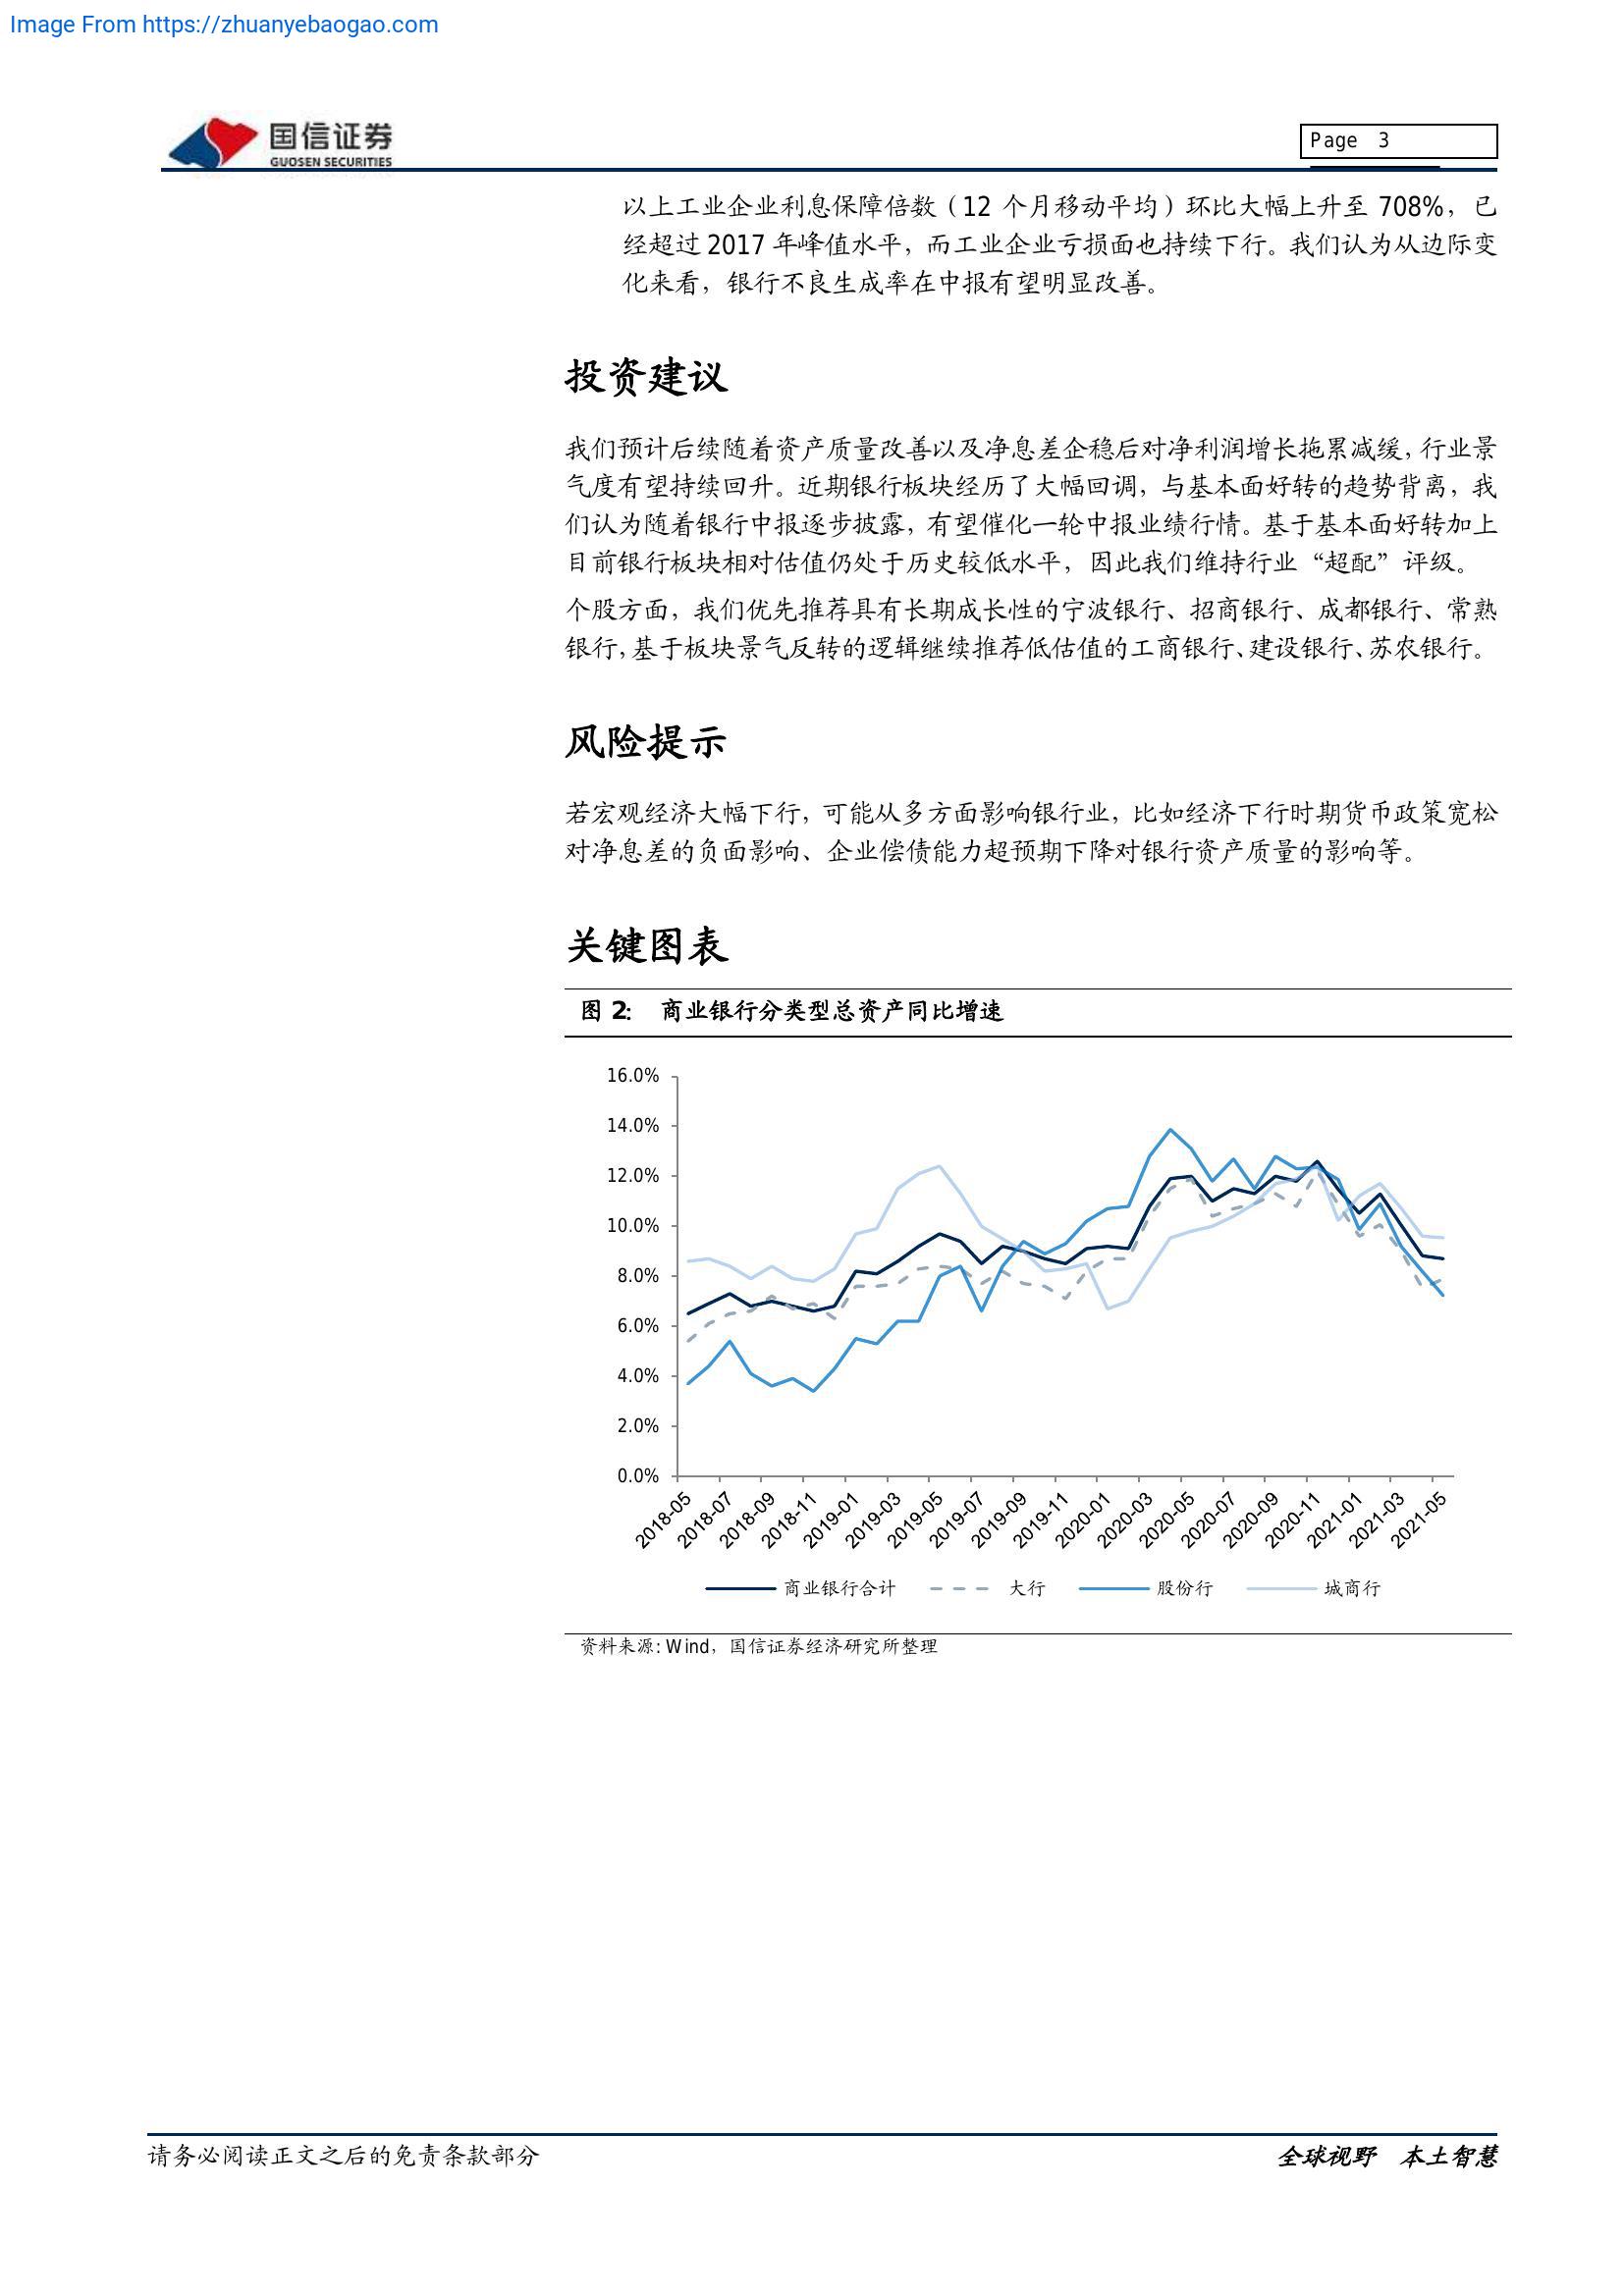 Image From https://zhuanyebaogao.com
国信证券
GUOSEN SECURITIES
Page 3
以上工业企业利息保障倍数（12 个月移动平均）环比大幅上升至 708%，已
经超过 2017 年峰值水平，而工业企业亏损面也持续下行。我们认为从边际变
化来看，银行不良生成率在中报有望明显改善。
投资建议
我们预计后续随着资产质量改善以及净息差企稳后对净利润增长拖累减缓，行业景
气度有望持续回升。近期银行板块经历了大幅回调，与基本面好转的趋势背离，我
们认为随着银行中报逐步披露，有望催化一轮中报业绩行情。基于基本面好转加上
目前银行板块相对估值仍处于历史较低水平，因此我们维持行业“超配”评级。
个股方面，我们优先推荐具有长期成长性的宁波银行、招商银行、成都银行、常熟
银行，基于板块景气反转的逻辑继续推荐低估值的工商银行、建设银行、苏农银行。
风险提示
若宏观经济大幅下行，可能从多方面影响银行业，比如经济下行时期货币政策宽松
对净息差的负面影响、企业偿债能力超预期下降对银行资产质量的影响等。
关键图表
图 2： 商业银行分类型总资产同比增速
16.0%
14.0%
12.0%
10.0%
8.0%
6.0%
4.0%
2.0%
0.0%
2018-05 2018-07 2018-09 2018-11 2019-01 2019-03 2019-05 2019-07 2019-09 2019-11 2020-01 2020-03 2020-05 2020-07 2020-09 2020-11 2021-01 2021-03 2021-05
商业银行合计 大行 股份行 城商行
资料来源: Wind，国信证券经济研究所整理
请务必阅读正文之后的免责条款部分 全球视野 本土智慧